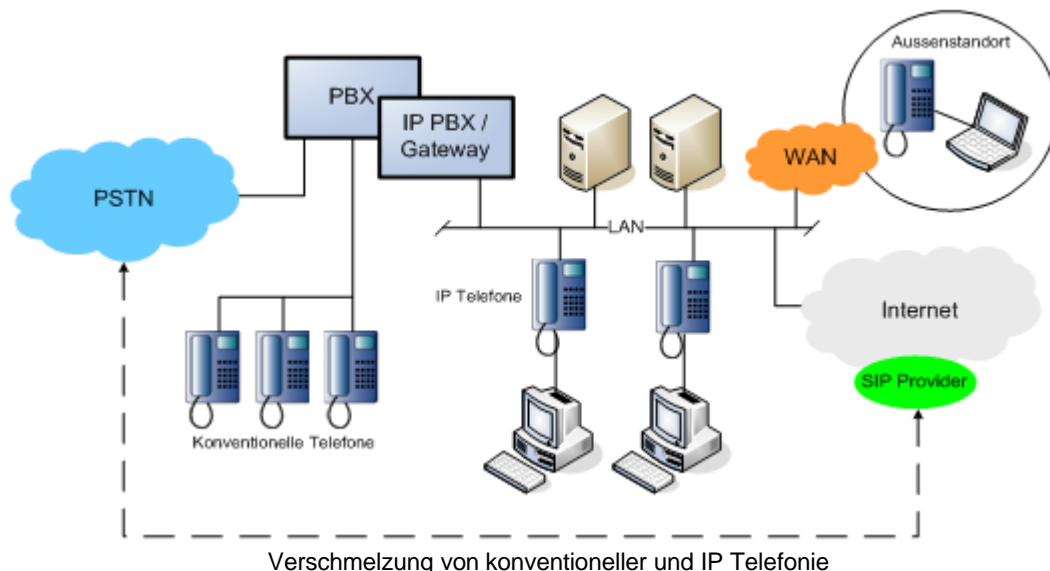 Aussenstandort
PBX
IP PBX /
Gateway
WAN
PSTN
LAN
IP Telefone
Internet
SIP Provider
Konventionelle Telefone
Verschmelzung von konventioneller und IP Telefonie